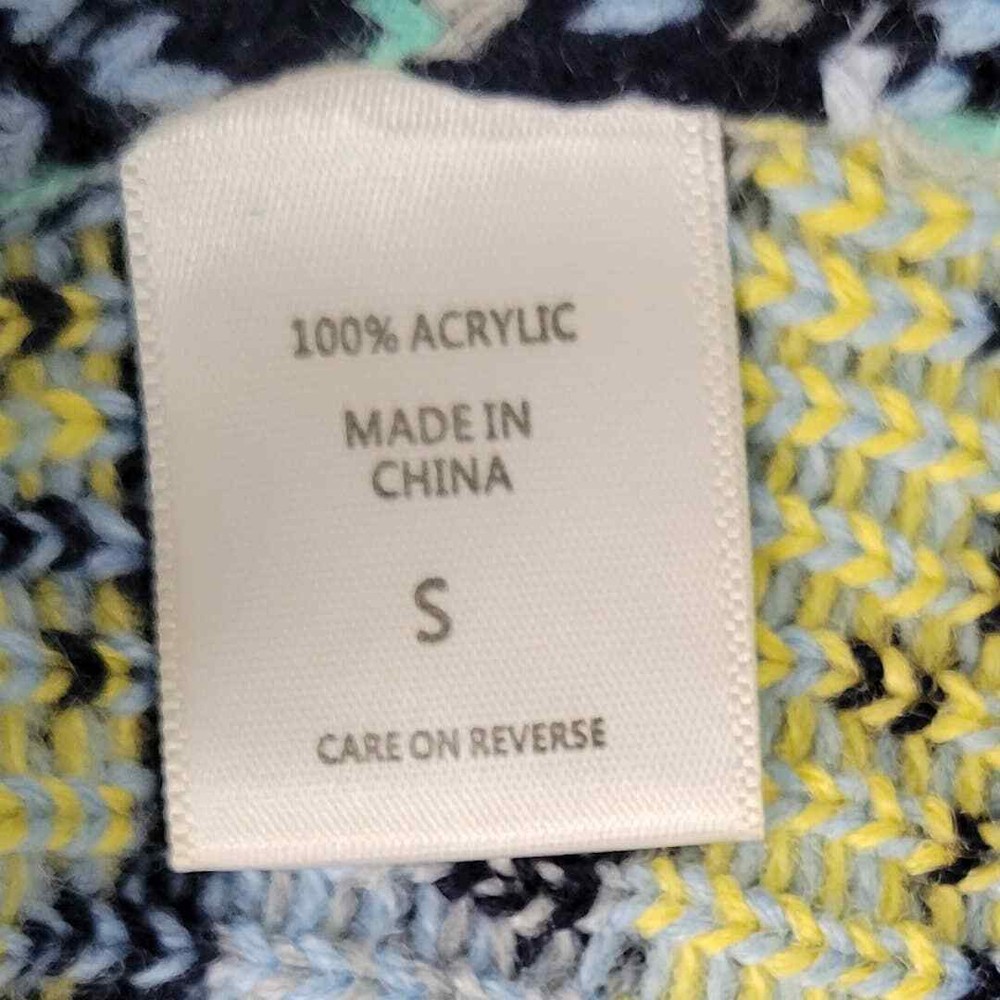 100% ACRYLIC
MADE IN
CHINA
S
CARE ON REVERSE